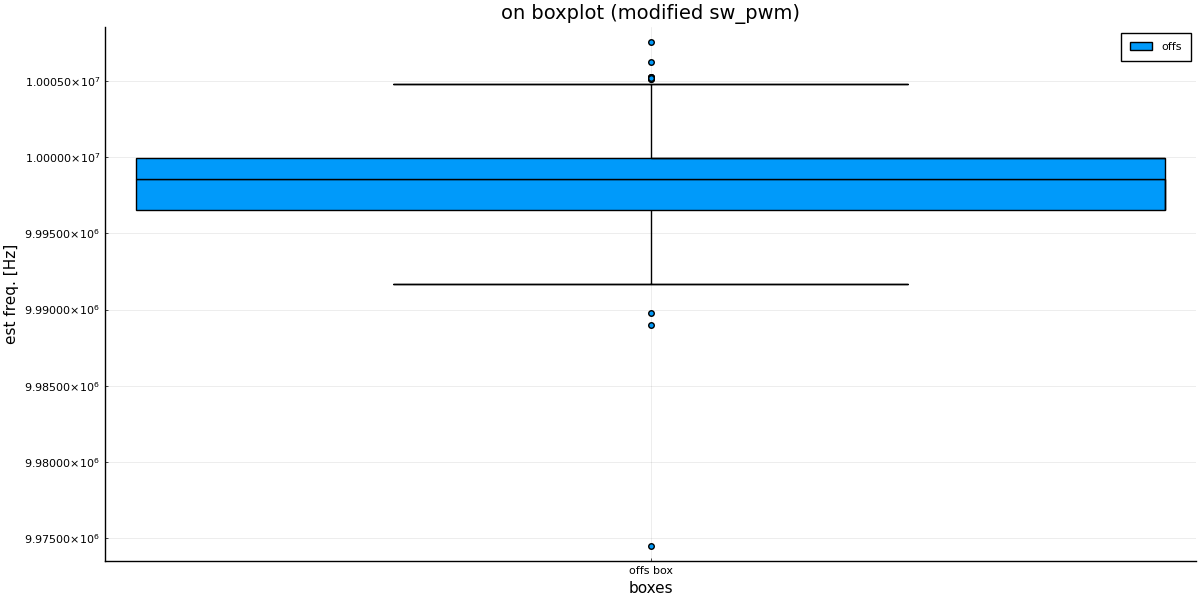 on boxplot (modified sw_pwm)
offs
1.00050×10⁷
1.00000×10⁷
9.99500×10⁶
9.99000×10⁶
9.98500×10⁶
9.98000×10⁶
9.97500×10⁶
est freq. [Hz]
offs box
boxes